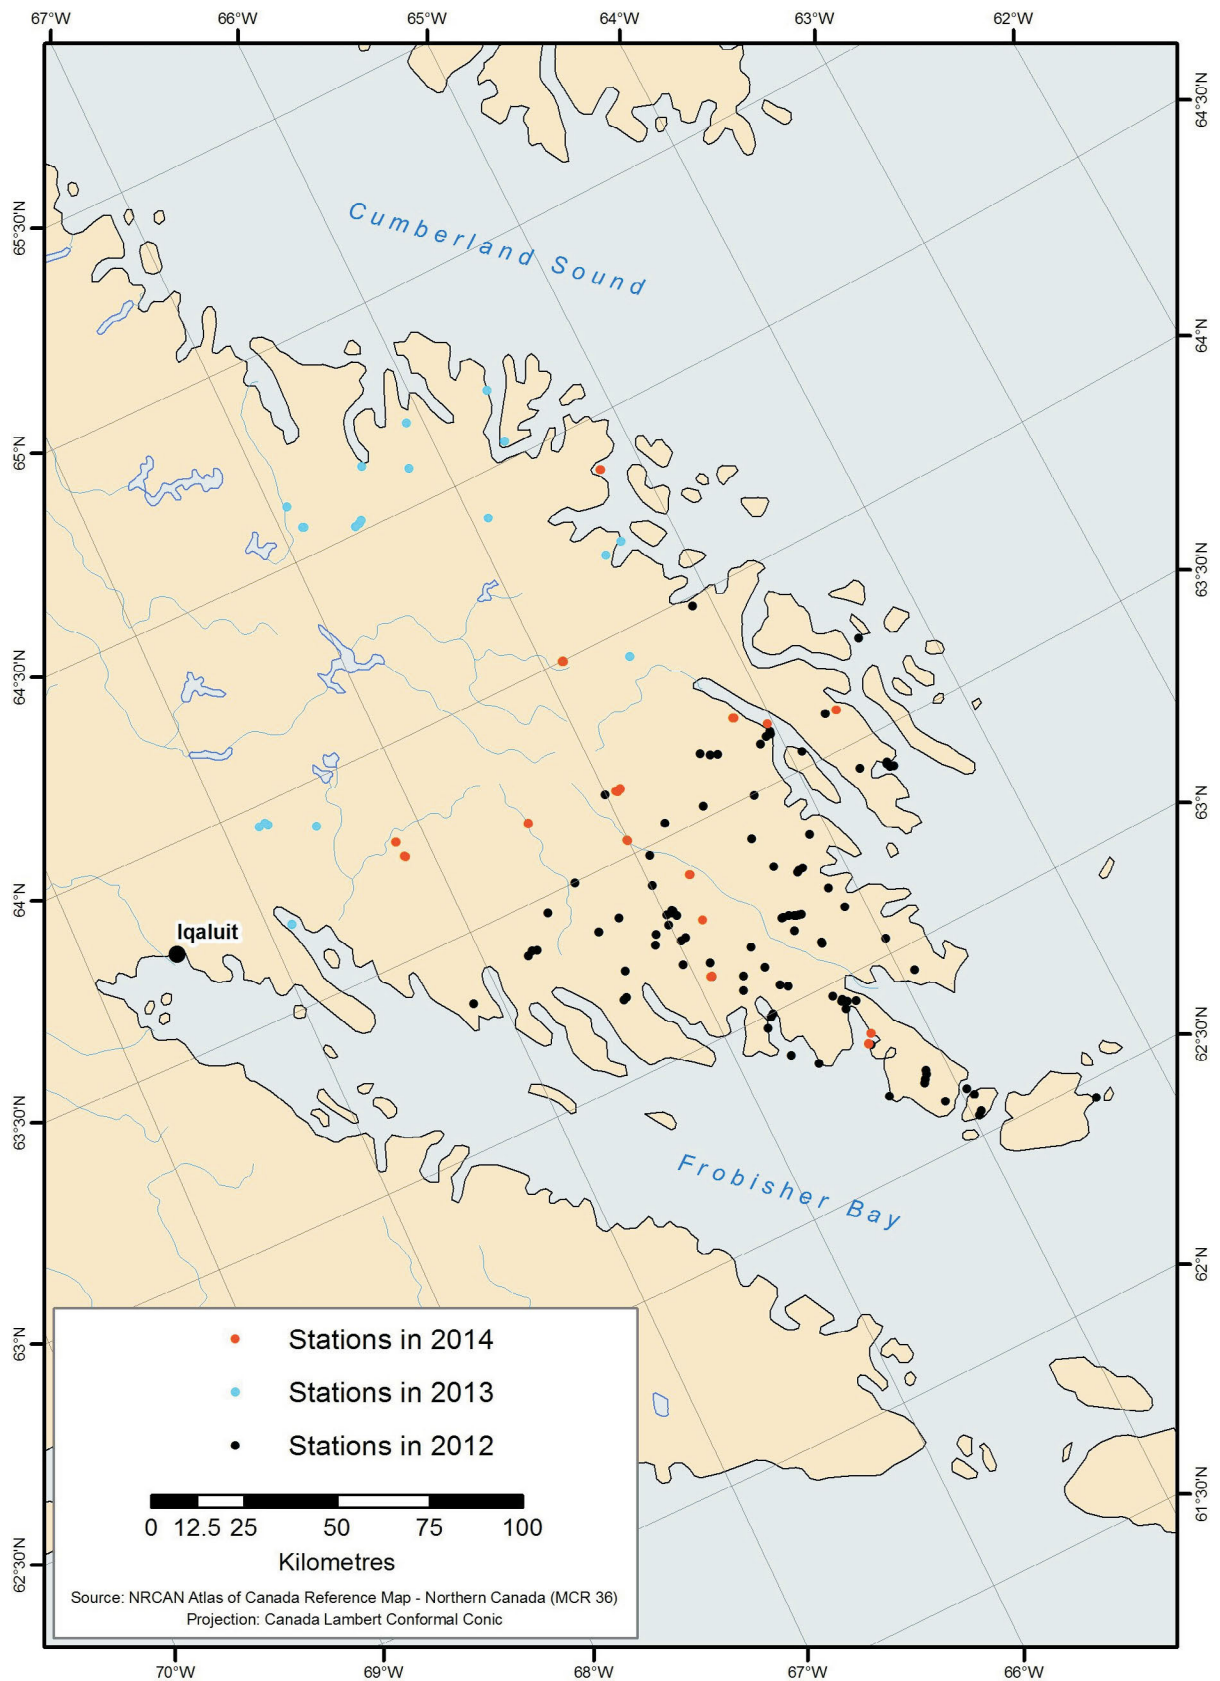 67°W 66°W 65°W 64°W 63°W 62°W
64°30'N
65°30'N
Cumberland Sound
64°N
65°N
63°30'N
64°30'N
63°N
64°N
Iqaluit
62°30'N
63°30'N
Frobisher Bay
62°N
63°N
Stations in 2014
Stations in 2013
Stations in 2012
61°30'N
0 12.5 25 50 75 100
Kilometres
62°30'N
Source: NRCAN Atlas of Canada Reference Map - Northern Canada (MCR 36)
Projection: Canada Lambert Conformal Conic
70°W 69°W 68°W 67°W 66°W